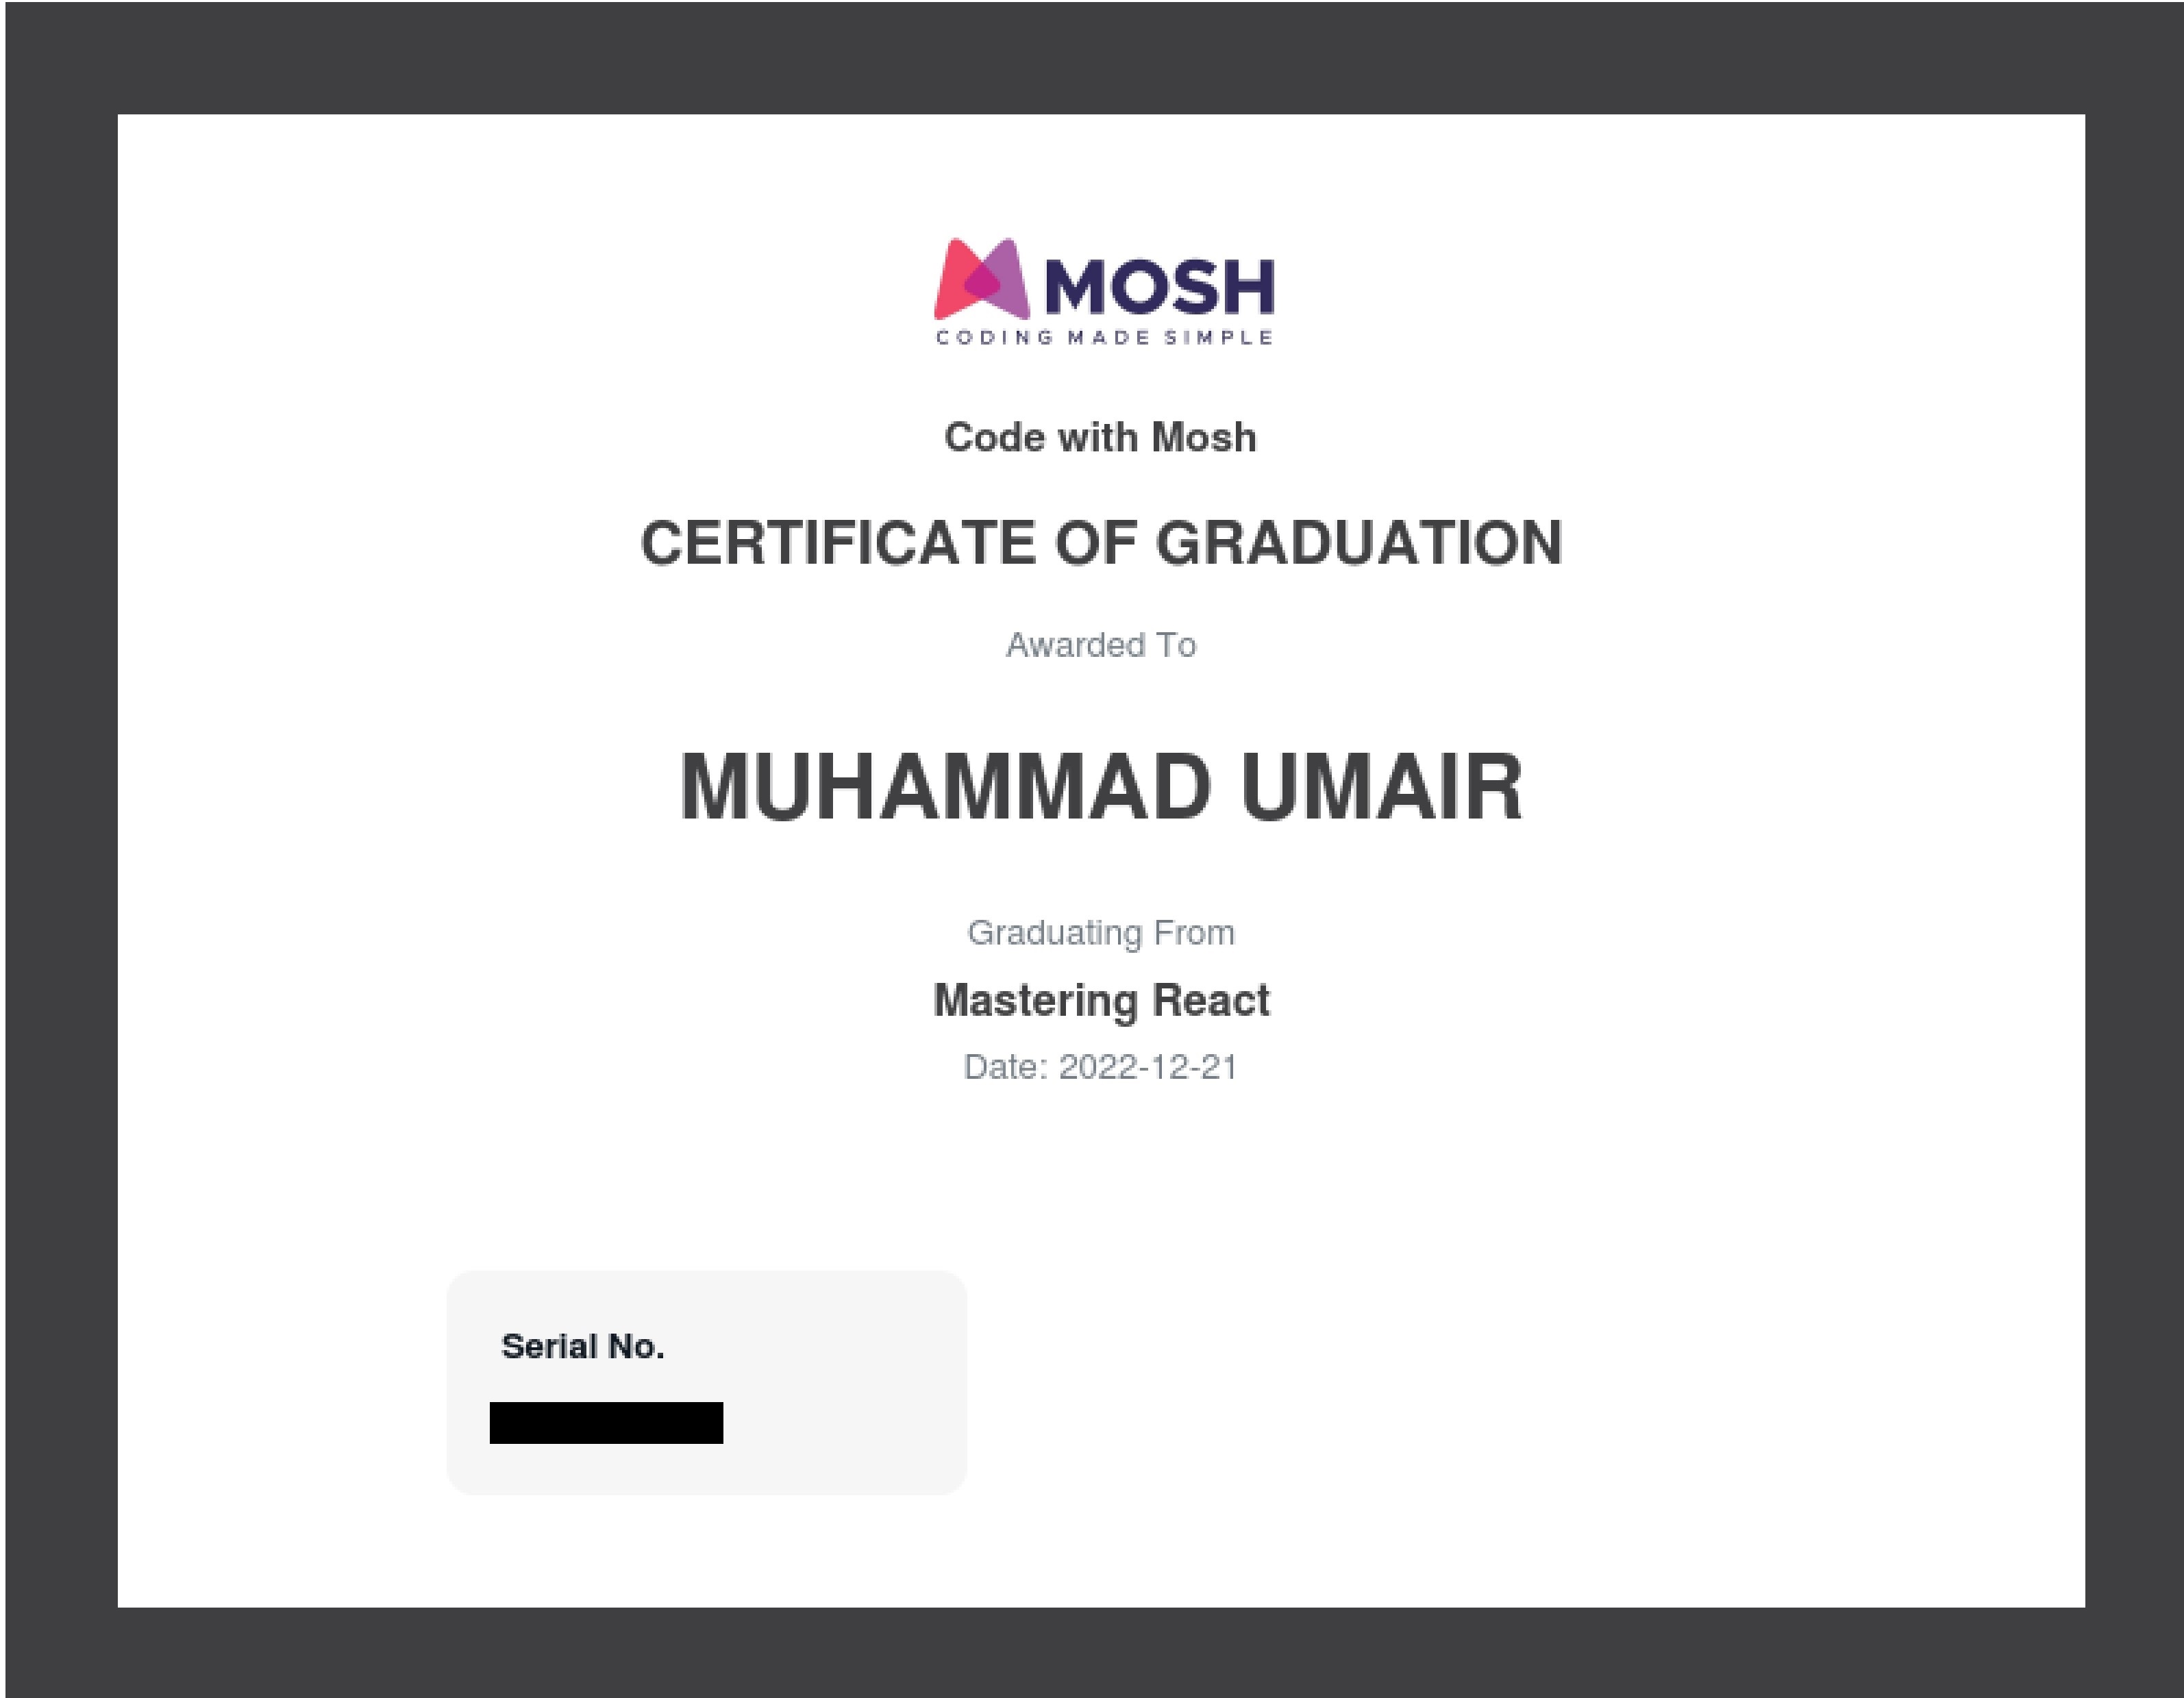 MOSH
CODING MADE SIMPLE
Code with Mosh
CERTIFICATE OF GRADUATION
Awarded To
MUHAMMAD UMAIR
Graduating From
Mastering React
Date: 2022-12-21
Serial No.